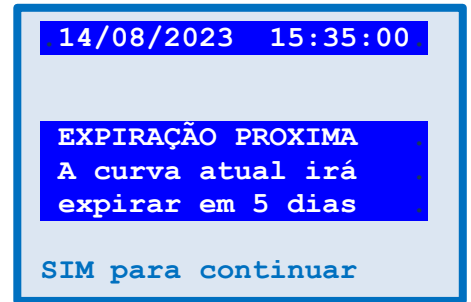 14/08/2023 15:35:00
EXPIRAÇÃO PROXIMA
A curva atual irá
expirar em 5 dias
SIM para continuar